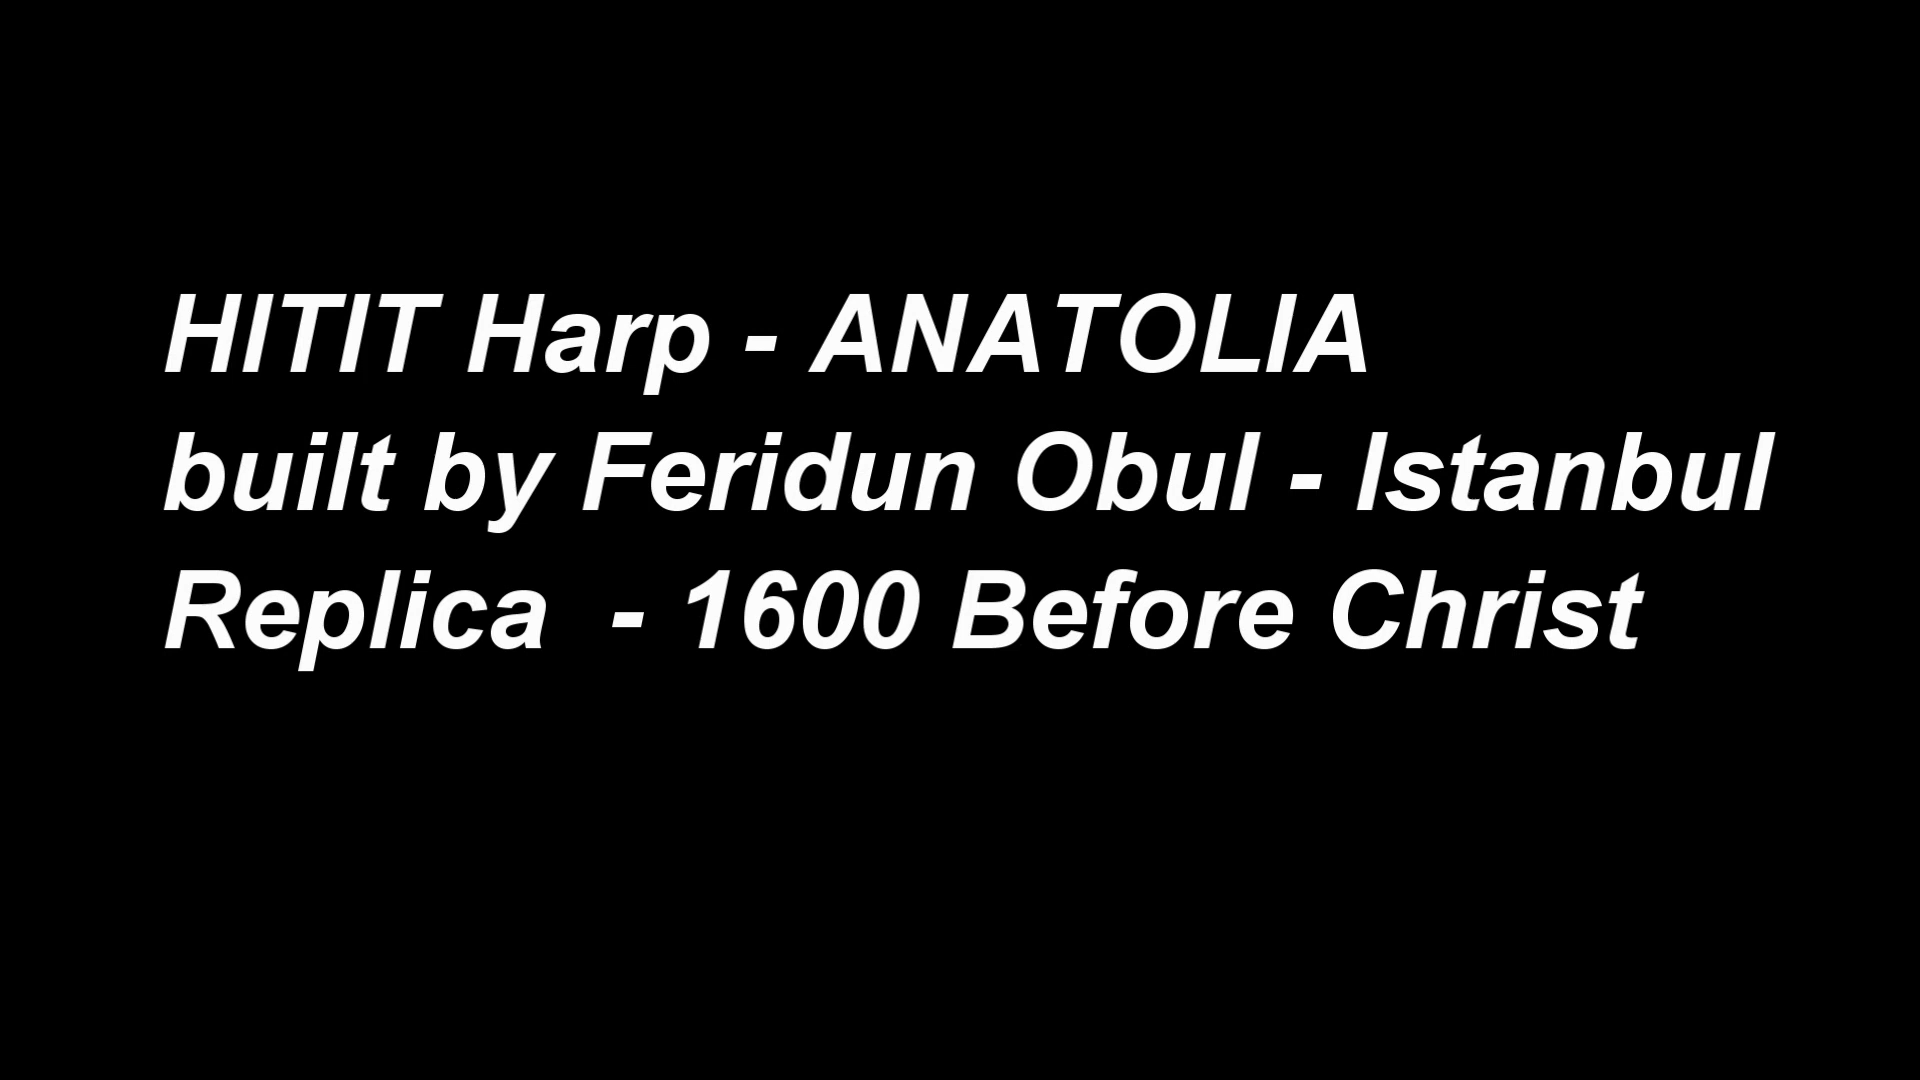 HITIT Harp - ANATOLIA
built by Feridun Obul - Istanbul
Replica  - 1600 Before Christ